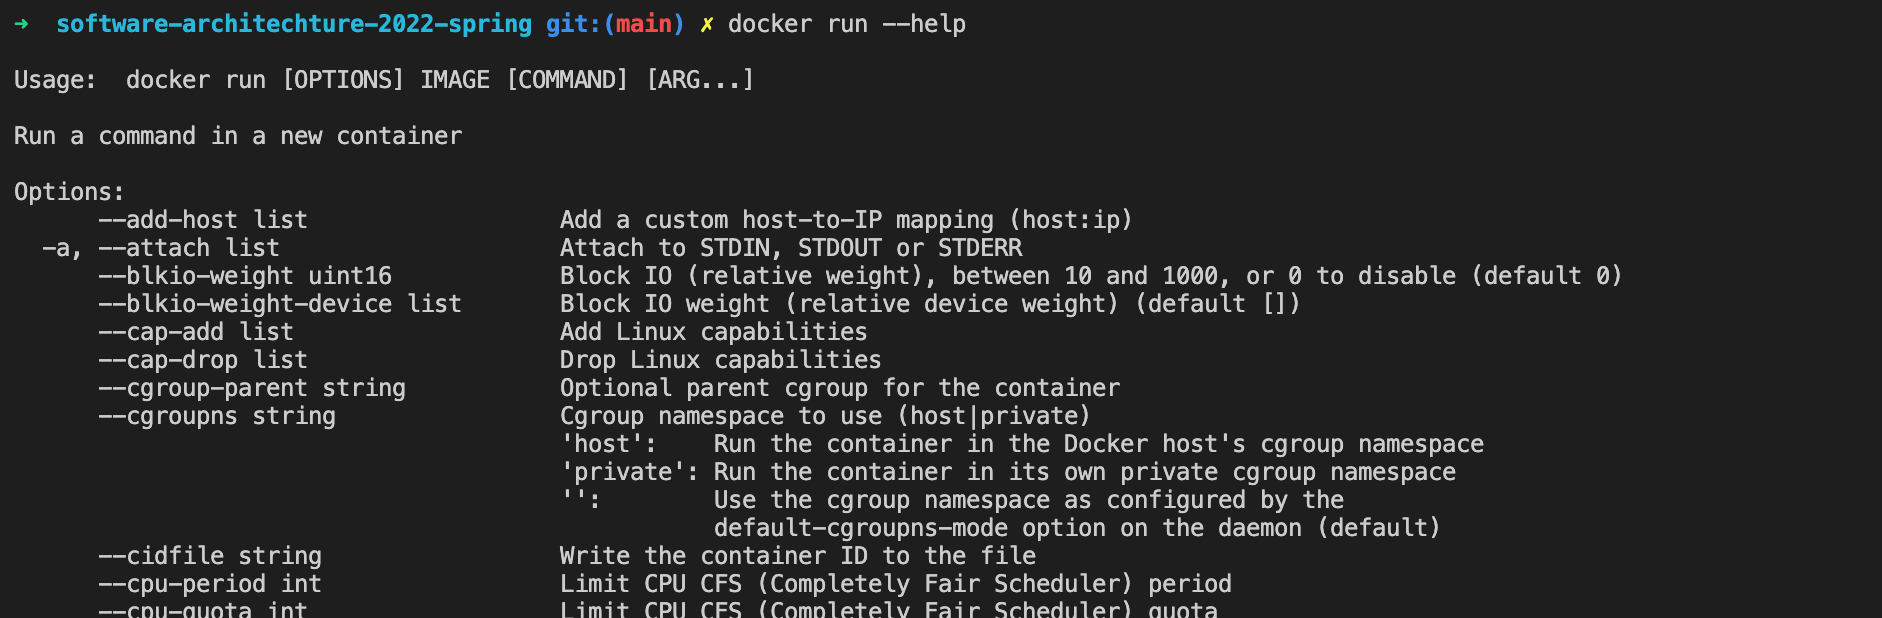 ➜  software-architechture-2022-spring git:(main) ✗ docker run --help
Usage:  docker run [OPTIONS] IMAGE [COMMAND] [ARG...]
Run a command in a new container
Options:
      --add-host list                  Add a custom host-to-IP mapping (host:ip)
  -a, --attach list                    Attach to STDIN, STDOUT or STDERR
      --blkio-weight uint16            Block IO (relative weight), between 10 and 1000, or 0 to disable (default 0)
      --blkio-weight-device list       Block IO weight (relative device weight) (default [])
      --cap-add list                   Add Linux capabilities
      --cap-drop list                  Drop Linux capabilities
      --cgroup-parent string           Optional parent cgroup for the container
      --cgroupns string                Cgroup namespace to use (host|private)
                                       'host':    Run the container in the Docker host's cgroup namespace
                                       'private': Run the container in its own private cgroup namespace
                                       '':        Use the cgroup namespace as configured by the
                                                  default-cgroupns-mode option on the daemon (default)
      --cidfile string                 Write the container ID to the file
      --cpu-period int                 Limit CPU CFS (Completely Fair Scheduler) period
      --cpu-quota int                  Limit CPU CFS (Completely Fair Scheduler) quota